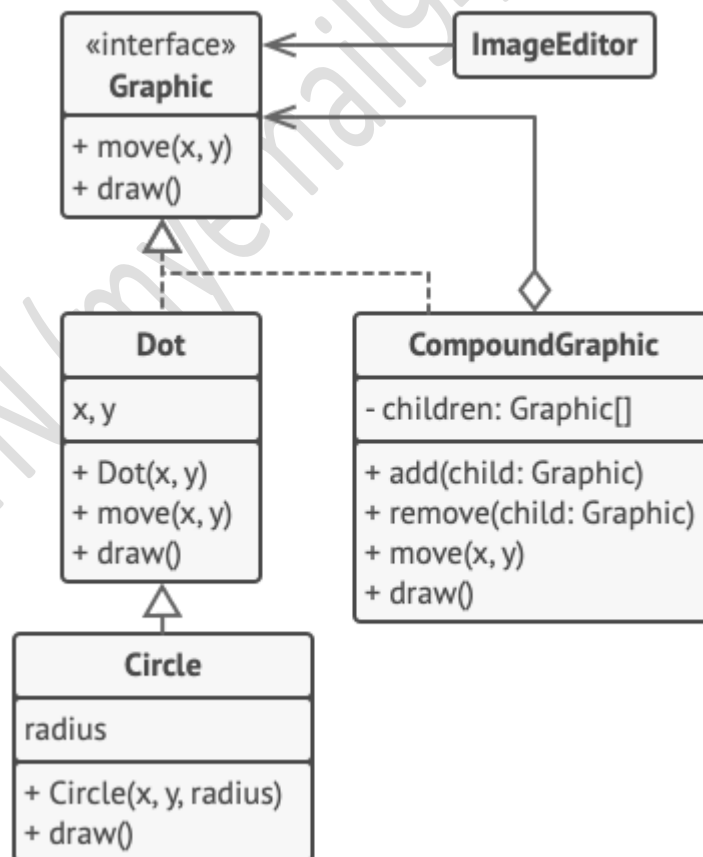 «interface»
Graphic
+ move(x, y)
+ draw()
ImageEditor
Dot
x, y
+ Dot(x, y)
+ move(x, y)
+ draw()
CompoundGraphic
- children: Graphic[]
+ add(child: Graphic)
+ remove(child: Graphic)
+ move(x, y)
+ draw()
Circle
radius
+ Circle(x, y, radius)
+ draw()